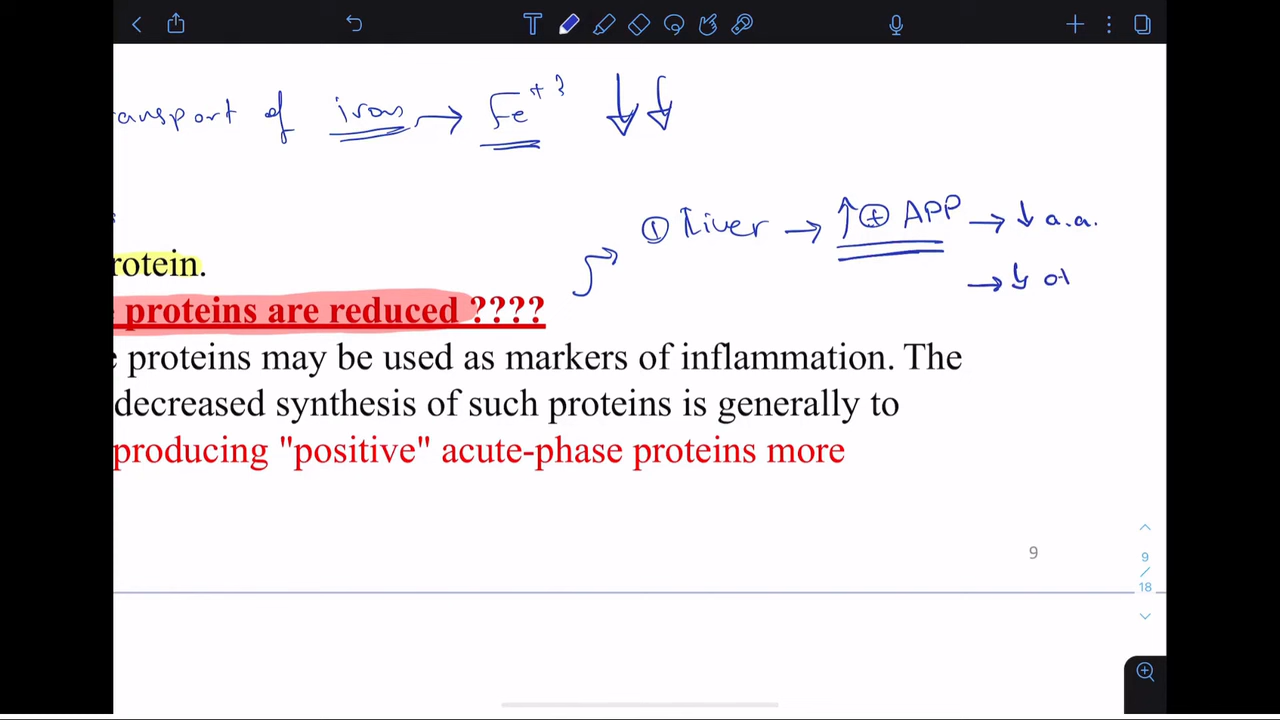 ansport of iron → Fe+3 ↓↓
① Liver → ↑ ⊕ APP → ↓ a.a.
→ ↓ ot
rotein.
proteins are reduced ????
e proteins may be used as markers of inflammation. The
decreased synthesis of such proteins is generally to
producing "positive" acute-phase proteins more
9
9
/
18